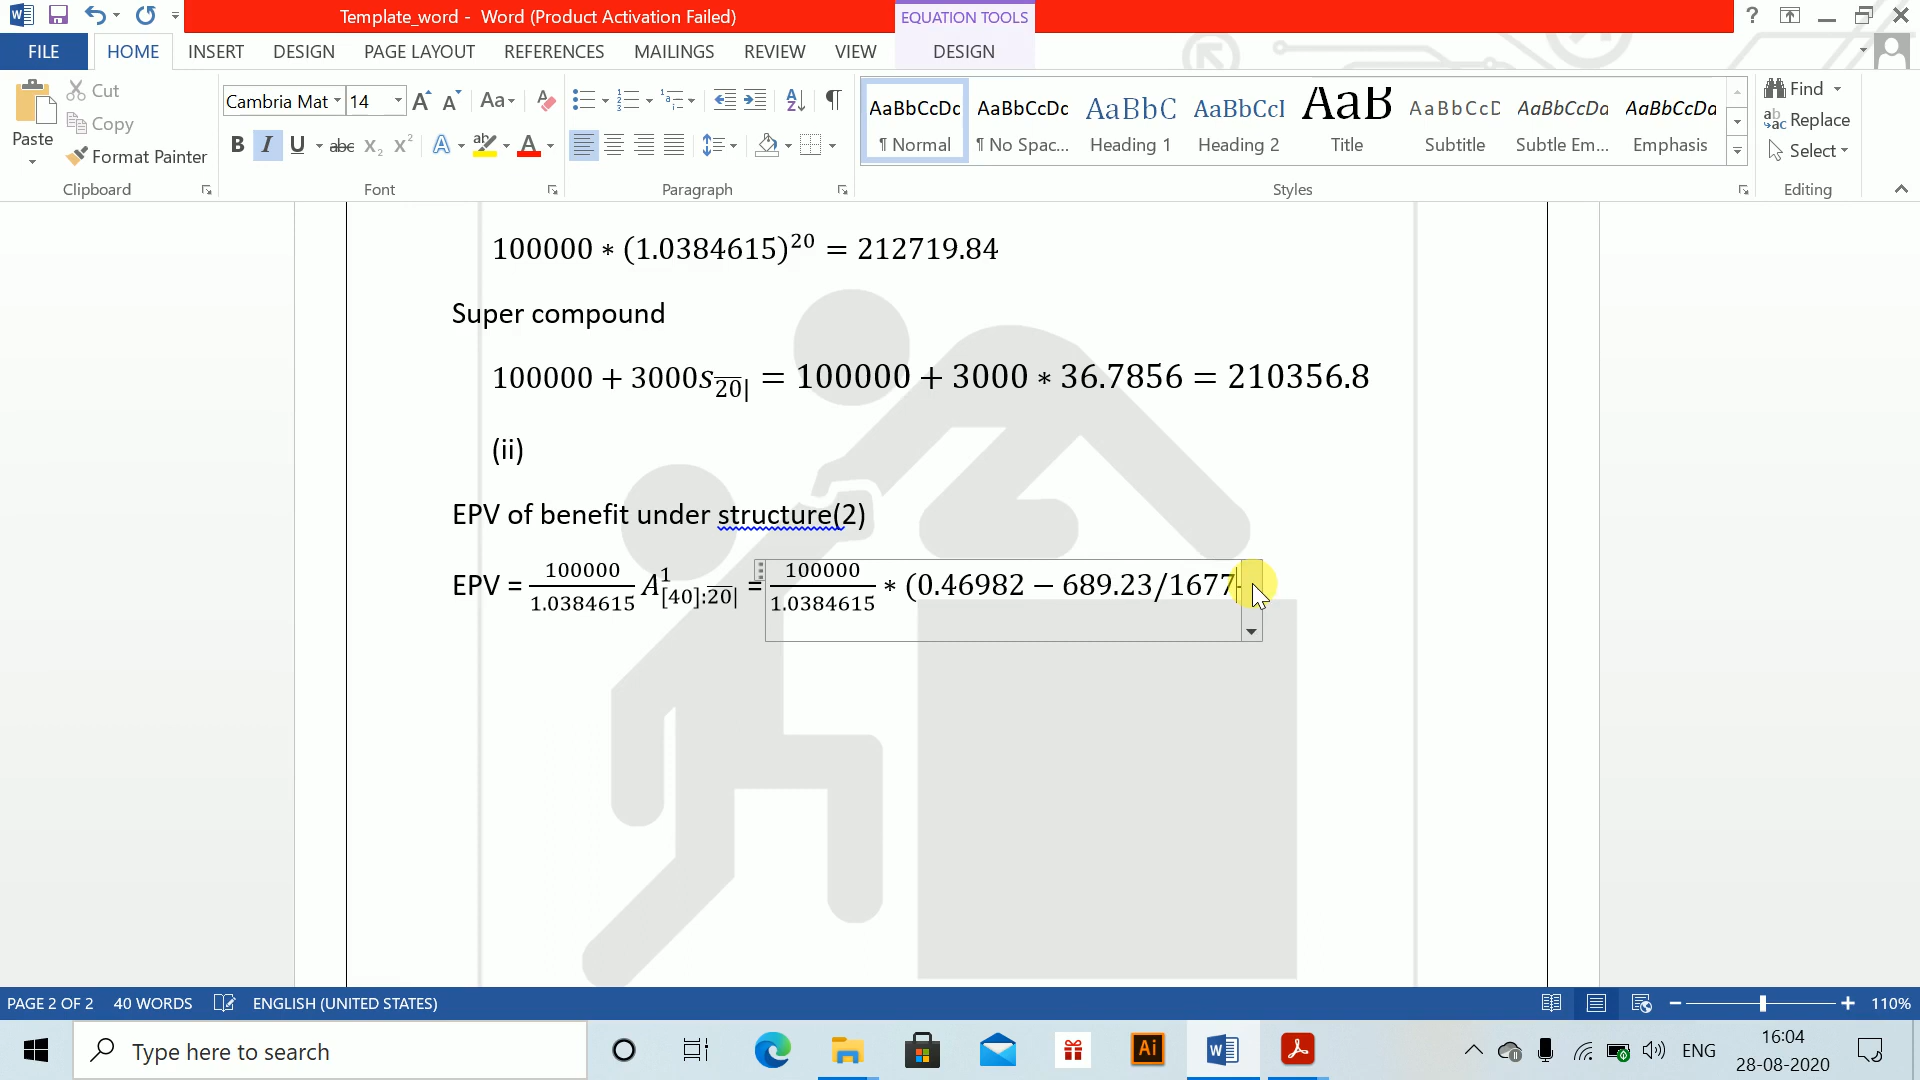 Template_word - Word (Product Activation Failed)
EQUATION TOOLS
?
FILE HOME INSERT DESIGN PAGE LAYOUT REFERENCES MAILINGS REVIEW VIEW DESIGN
Paste
Cut
Copy
Format Painter
Clipboard
Cambria Mat 14
Font
Paragraph
AaBbCcDc AaBbCcDc AaBbC AaBbCcI AaB AaBbCcD AaBbCcDa AaBbCcDa
¶ Normal ¶ No Spac... Heading 1 Heading 2 Title Subtitle Subtle Em... Emphasis
Styles
Find
Replace
Select
Editing
100000 ∗ (1.0384615)^20 = 212719.84
Super compound
100000 + 3000s_20| = 100000 + 3000 ∗ 36.7856 = 210356.8
(ii)
EPV of benefit under structure(2)
EPV = 100000/1.0384615 A^1_[40]:20| = 100000/1.0384615 ∗ (0.46982 − 689.23/1677
PAGE 2 OF 2 40 WORDS ENGLISH (UNITED STATES) 110%
Type here to search
Ai
ENG
16:04
28-08-2020